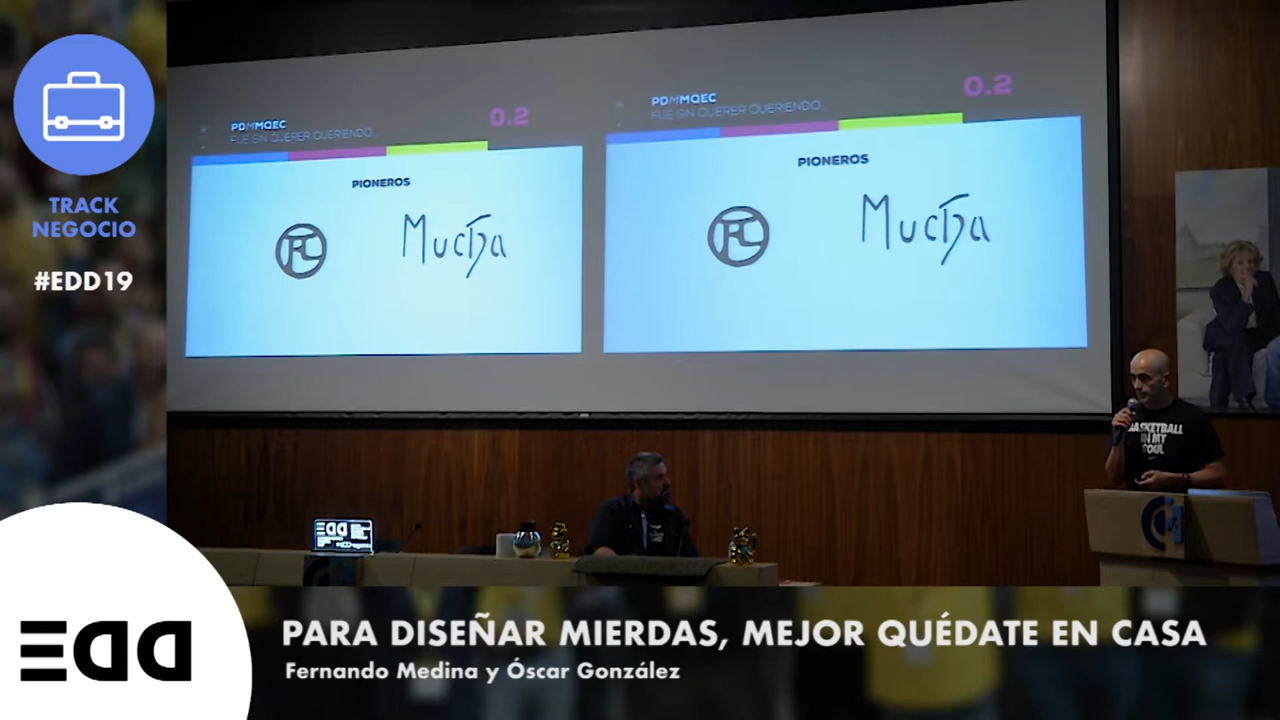 TRACK
NEGOCIO
#EDD19
PDMMQEC
FUE SIN QUERER QUERIENDO...
0.2
PIONEROS
Mucha
PDMMQEC
FUE SIN QUERER QUERIENDO...
0.2
PIONEROS
Mucha
BASKETBALL
IN MY
SOUL
EDD
PARA DISEÑAR MIERDAS, MEJOR QUÉDATE EN CASA
Fernando Medina y Óscar González